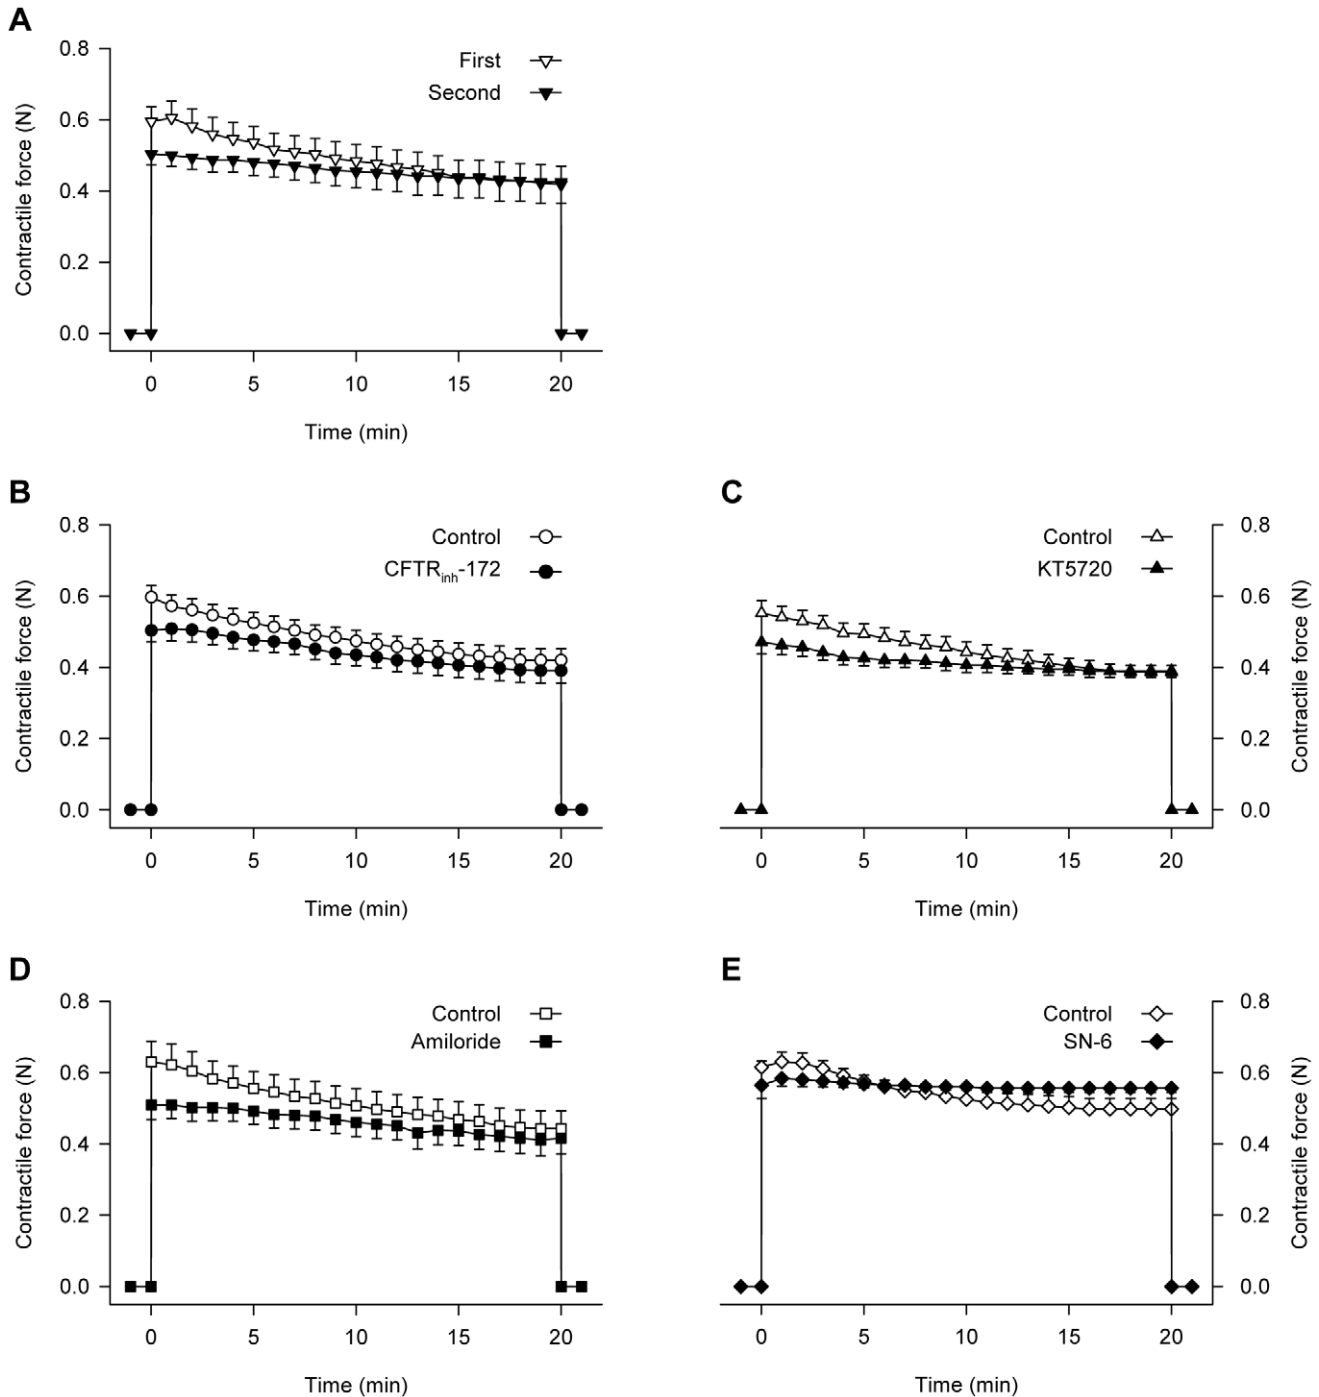 A
0.8
0.6
0.4
0.2
0.0
Contractile force (N)
First
Second
0 5 10 15 20
Time (min)
B
0.8
0.6
0.4
0.2
0.0
Contractile force (N)
Control
CFTRinh-172
0 5 10 15 20
Time (min)
C
Control
KT5720
0.8
0.6
0.4
0.2
0.0
Contractile force (N)
0 5 10 15 20
Time (min)
D
0.8
0.6
0.4
0.2
0.0
Contractile force (N)
Control
Amiloride
0 5 10 15 20
Time (min)
E
Control
SN-6
0.8
0.6
0.4
0.2
0.0
Contractile force (N)
0 5 10 15 20
Time (min)